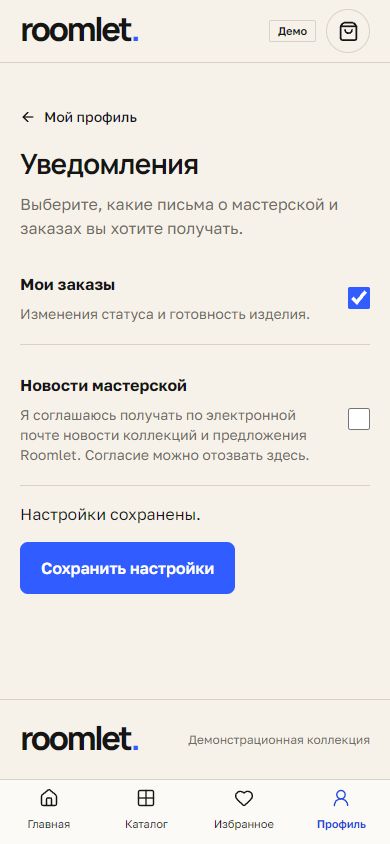 roomlet.
Демо
Мой профиль
Уведомления
Выберите, какие письма о мастерской и
заказах вы хотите получать.
Мои заказы
Изменения статуса и готовность изделия.
Новости мастерской
Я соглашаюсь получать по электронной
почте новости коллекций и предложения
Roomlet. Согласие можно отозвать здесь.
Настройки сохранены.
Сохранить настройки
roomlet.
Демонстрационная коллекция
Главная
Каталог
Избранное
Профиль